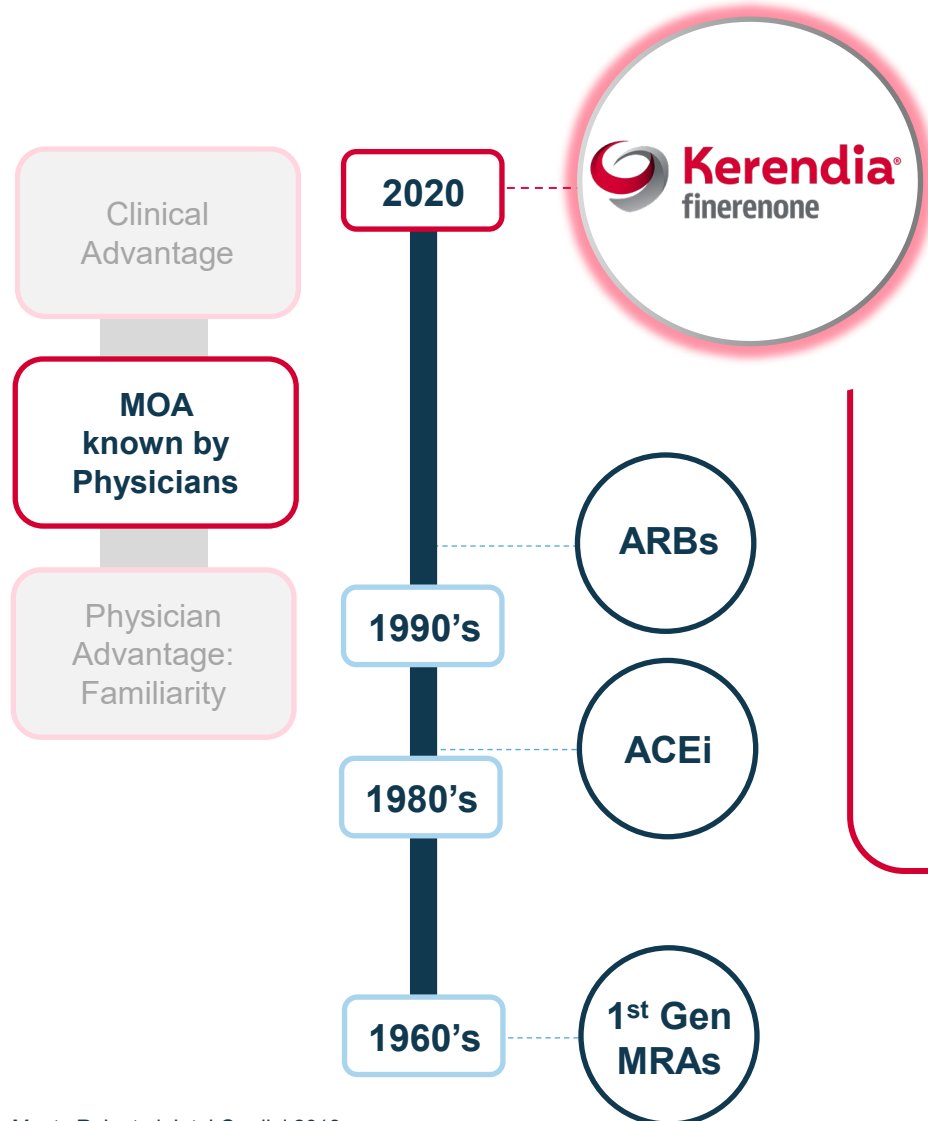 Clinical
Advantage
MOA
known by
Physicians
Physician
Advantage:
Familiarity
2020
Kerendia®
finerenone
ARBs
1990's
ACEi
1980's
1st Gen
MRAs
1960's